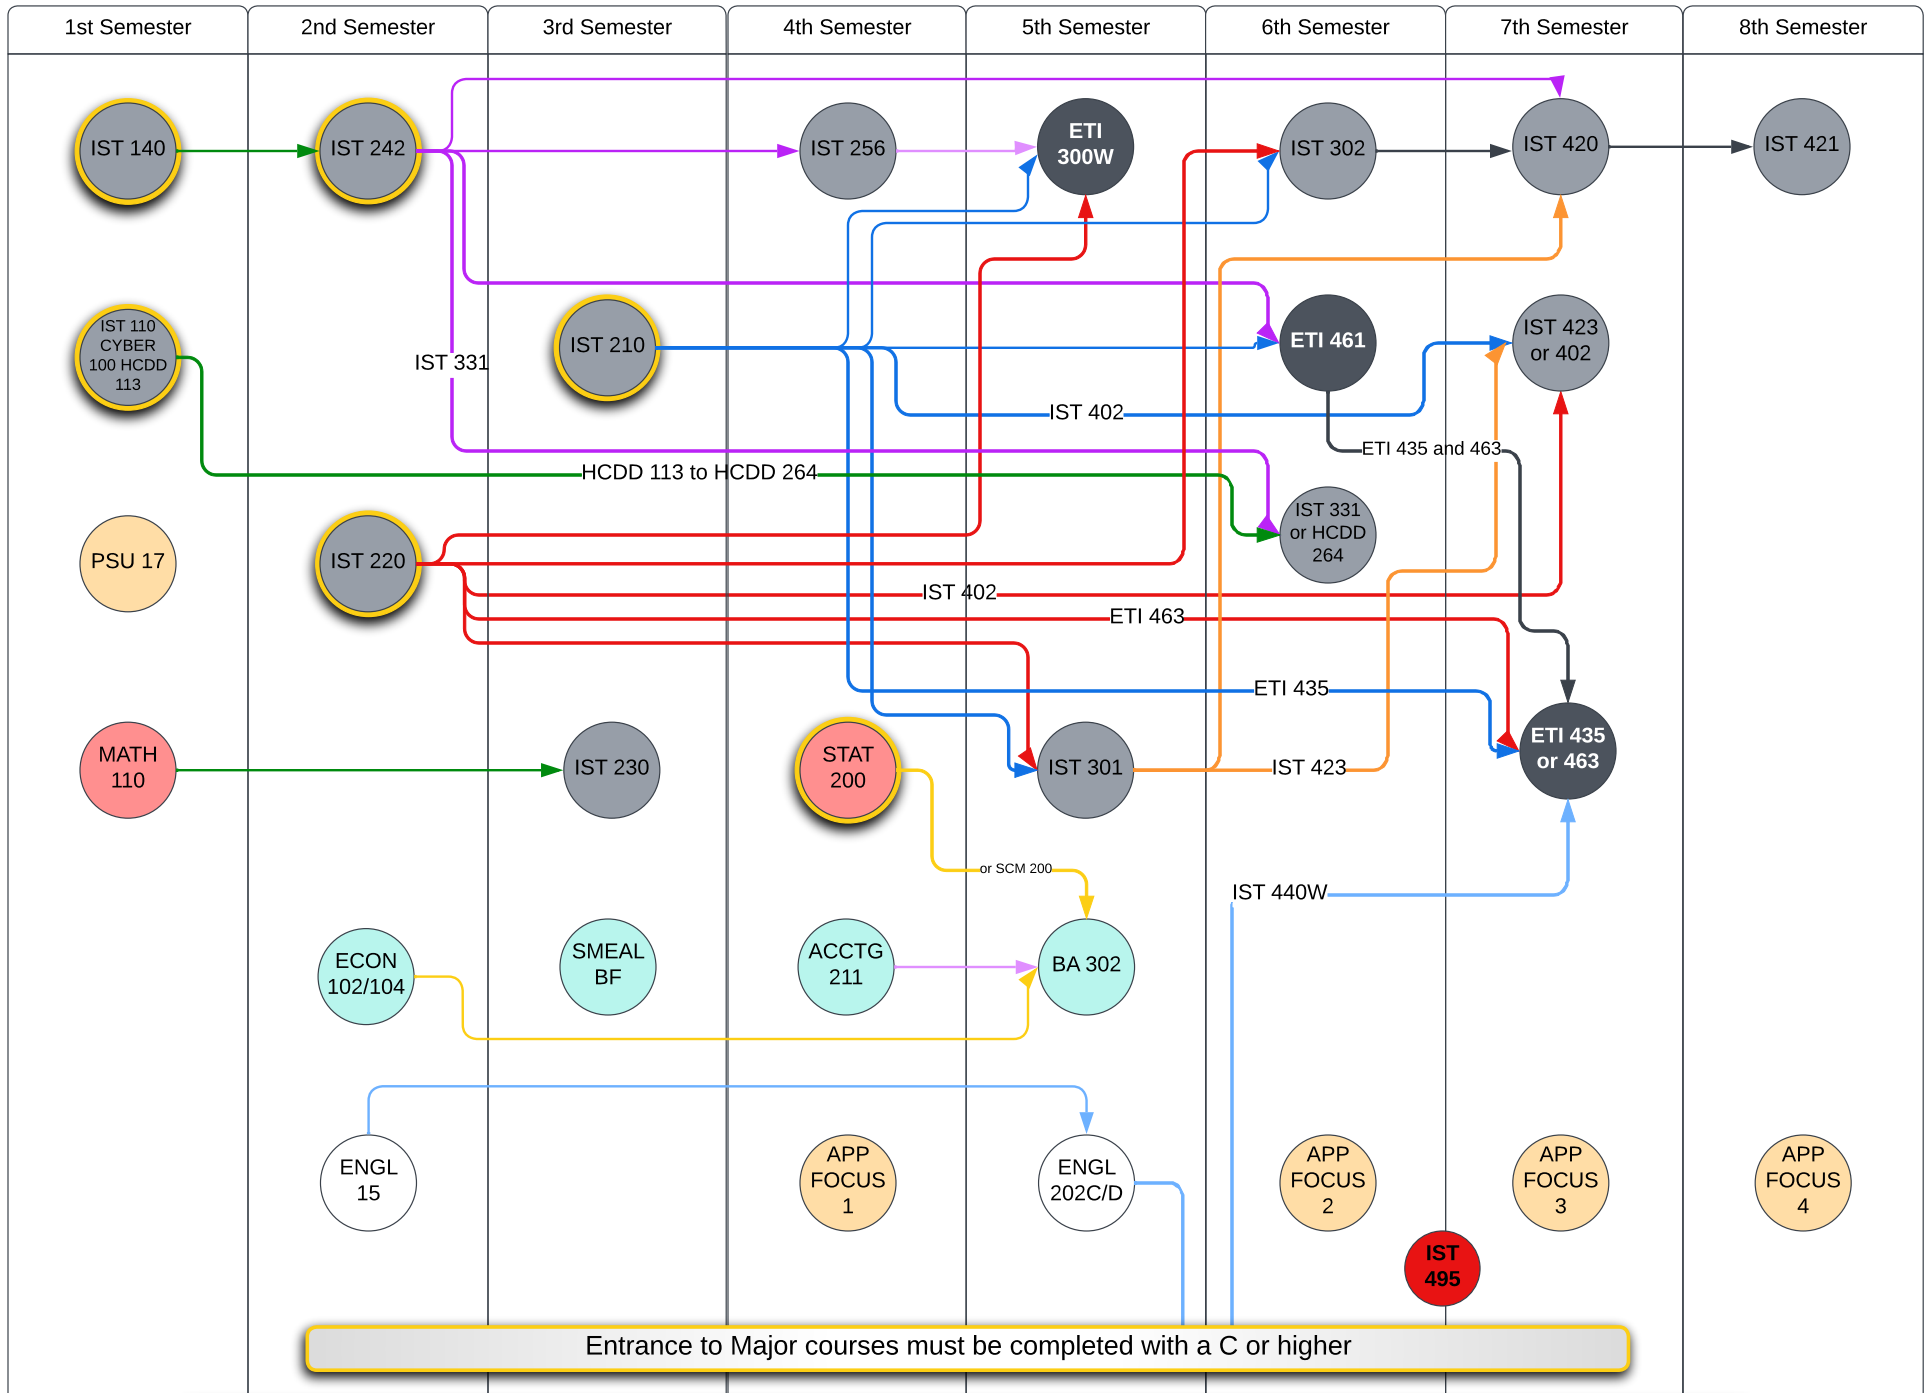 1st Semester
2nd Semester
3rd Semester
4th Semester
5th Semester
6th Semester
7th Semester
8th Semester
IST 140
IST 242
IST 256
ETI
300W
IST 302
IST 420
IST 421
IST 110
CYBER
100 HCDD
113
IST 331
IST 210
ETI 461
IST 423
or 402
IST 402
ETI 435 and 463
HCDD 113 to HCDD 264
PSU 17
IST 220
IST 331
or HCDD
264
IST 402
ETI 463
ETI 435
MATH
110
IST 230
STAT
200
IST 301
IST 423
ETI 435
or 463
or SCM 200
IST 440W
ECON
102/104
SMEAL
BF
ACCTG
211
BA 302
ENGL
15
APP
FOCUS
1
ENGL
202C/D
APP
FOCUS
2
APP
FOCUS
3
APP
FOCUS
4
IST
495
Entrance to Major courses must be completed with a C or higher